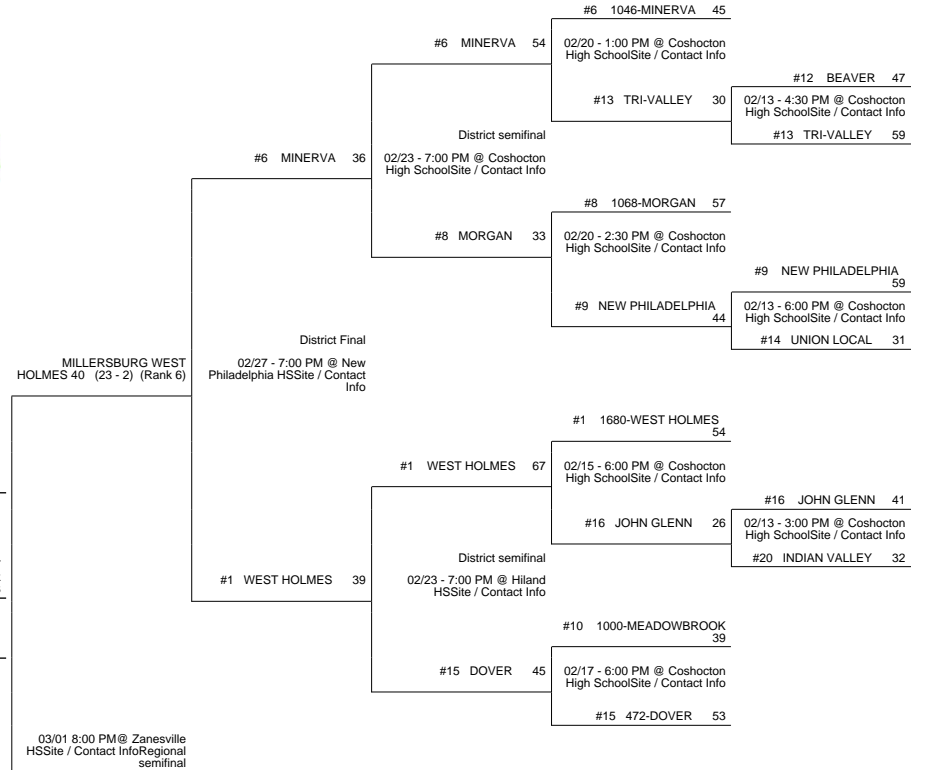 #6 1046-MINERVA 45
#6 MINERVA 54
02/20 - 1:00 PM @ Coshocton
High SchoolSite / Contact Info
#12 BEAVER 47
#13 TRI-VALLEY 30
02/13 - 4:30 PM @ Coshocton
High SchoolSite / Contact Info
#13 TRI-VALLEY 59
District semifinal
#6 MINERVA 36
02/23 - 7:00 PM @ Coshocton
High SchoolSite / Contact Info
#8 1068-MORGAN 57
#8 MORGAN 33
02/20 - 2:30 PM @ Coshocton
High SchoolSite / Contact Info
#9 NEW PHILADELPHIA
59
#9 NEW PHILADELPHIA
44
02/13 - 6:00 PM @ Coshocton
High SchoolSite / Contact Info
#14 UNION LOCAL 31
District Final
02/27 - 7:00 PM @ New
Philadelphia HSSite / Contact
Info
MILLERSBURG WEST
HOLMES 40 (23 - 2) (Rank 6)
#1 1680-WEST HOLMES
54
#1 WEST HOLMES 67
02/15 - 6:00 PM @ Coshocton
High SchoolSite / Contact Info
#16 JOHN GLENN 41
#16 JOHN GLENN 26
02/13 - 3:00 PM @ Coshocton
High SchoolSite / Contact Info
#20 INDIAN VALLEY 32
District semifinal
#1 WEST HOLMES 39
02/23 - 7:00 PM @ Hiland
HSSite / Contact Info
#10 1000-MEADOWBROOK
39
#15 DOVER 45
02/17 - 6:00 PM @ Coshocton
High SchoolSite / Contact Info
#15 472-DOVER 53
03/01 8:00 PM@ Zanesville
HSSite / Contact InfoRegional
semifinal